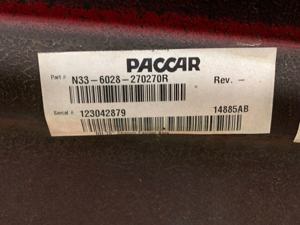 PACCAR
Part # N33-6028-270270R Rev. -
Serial # 123042879 14885AB